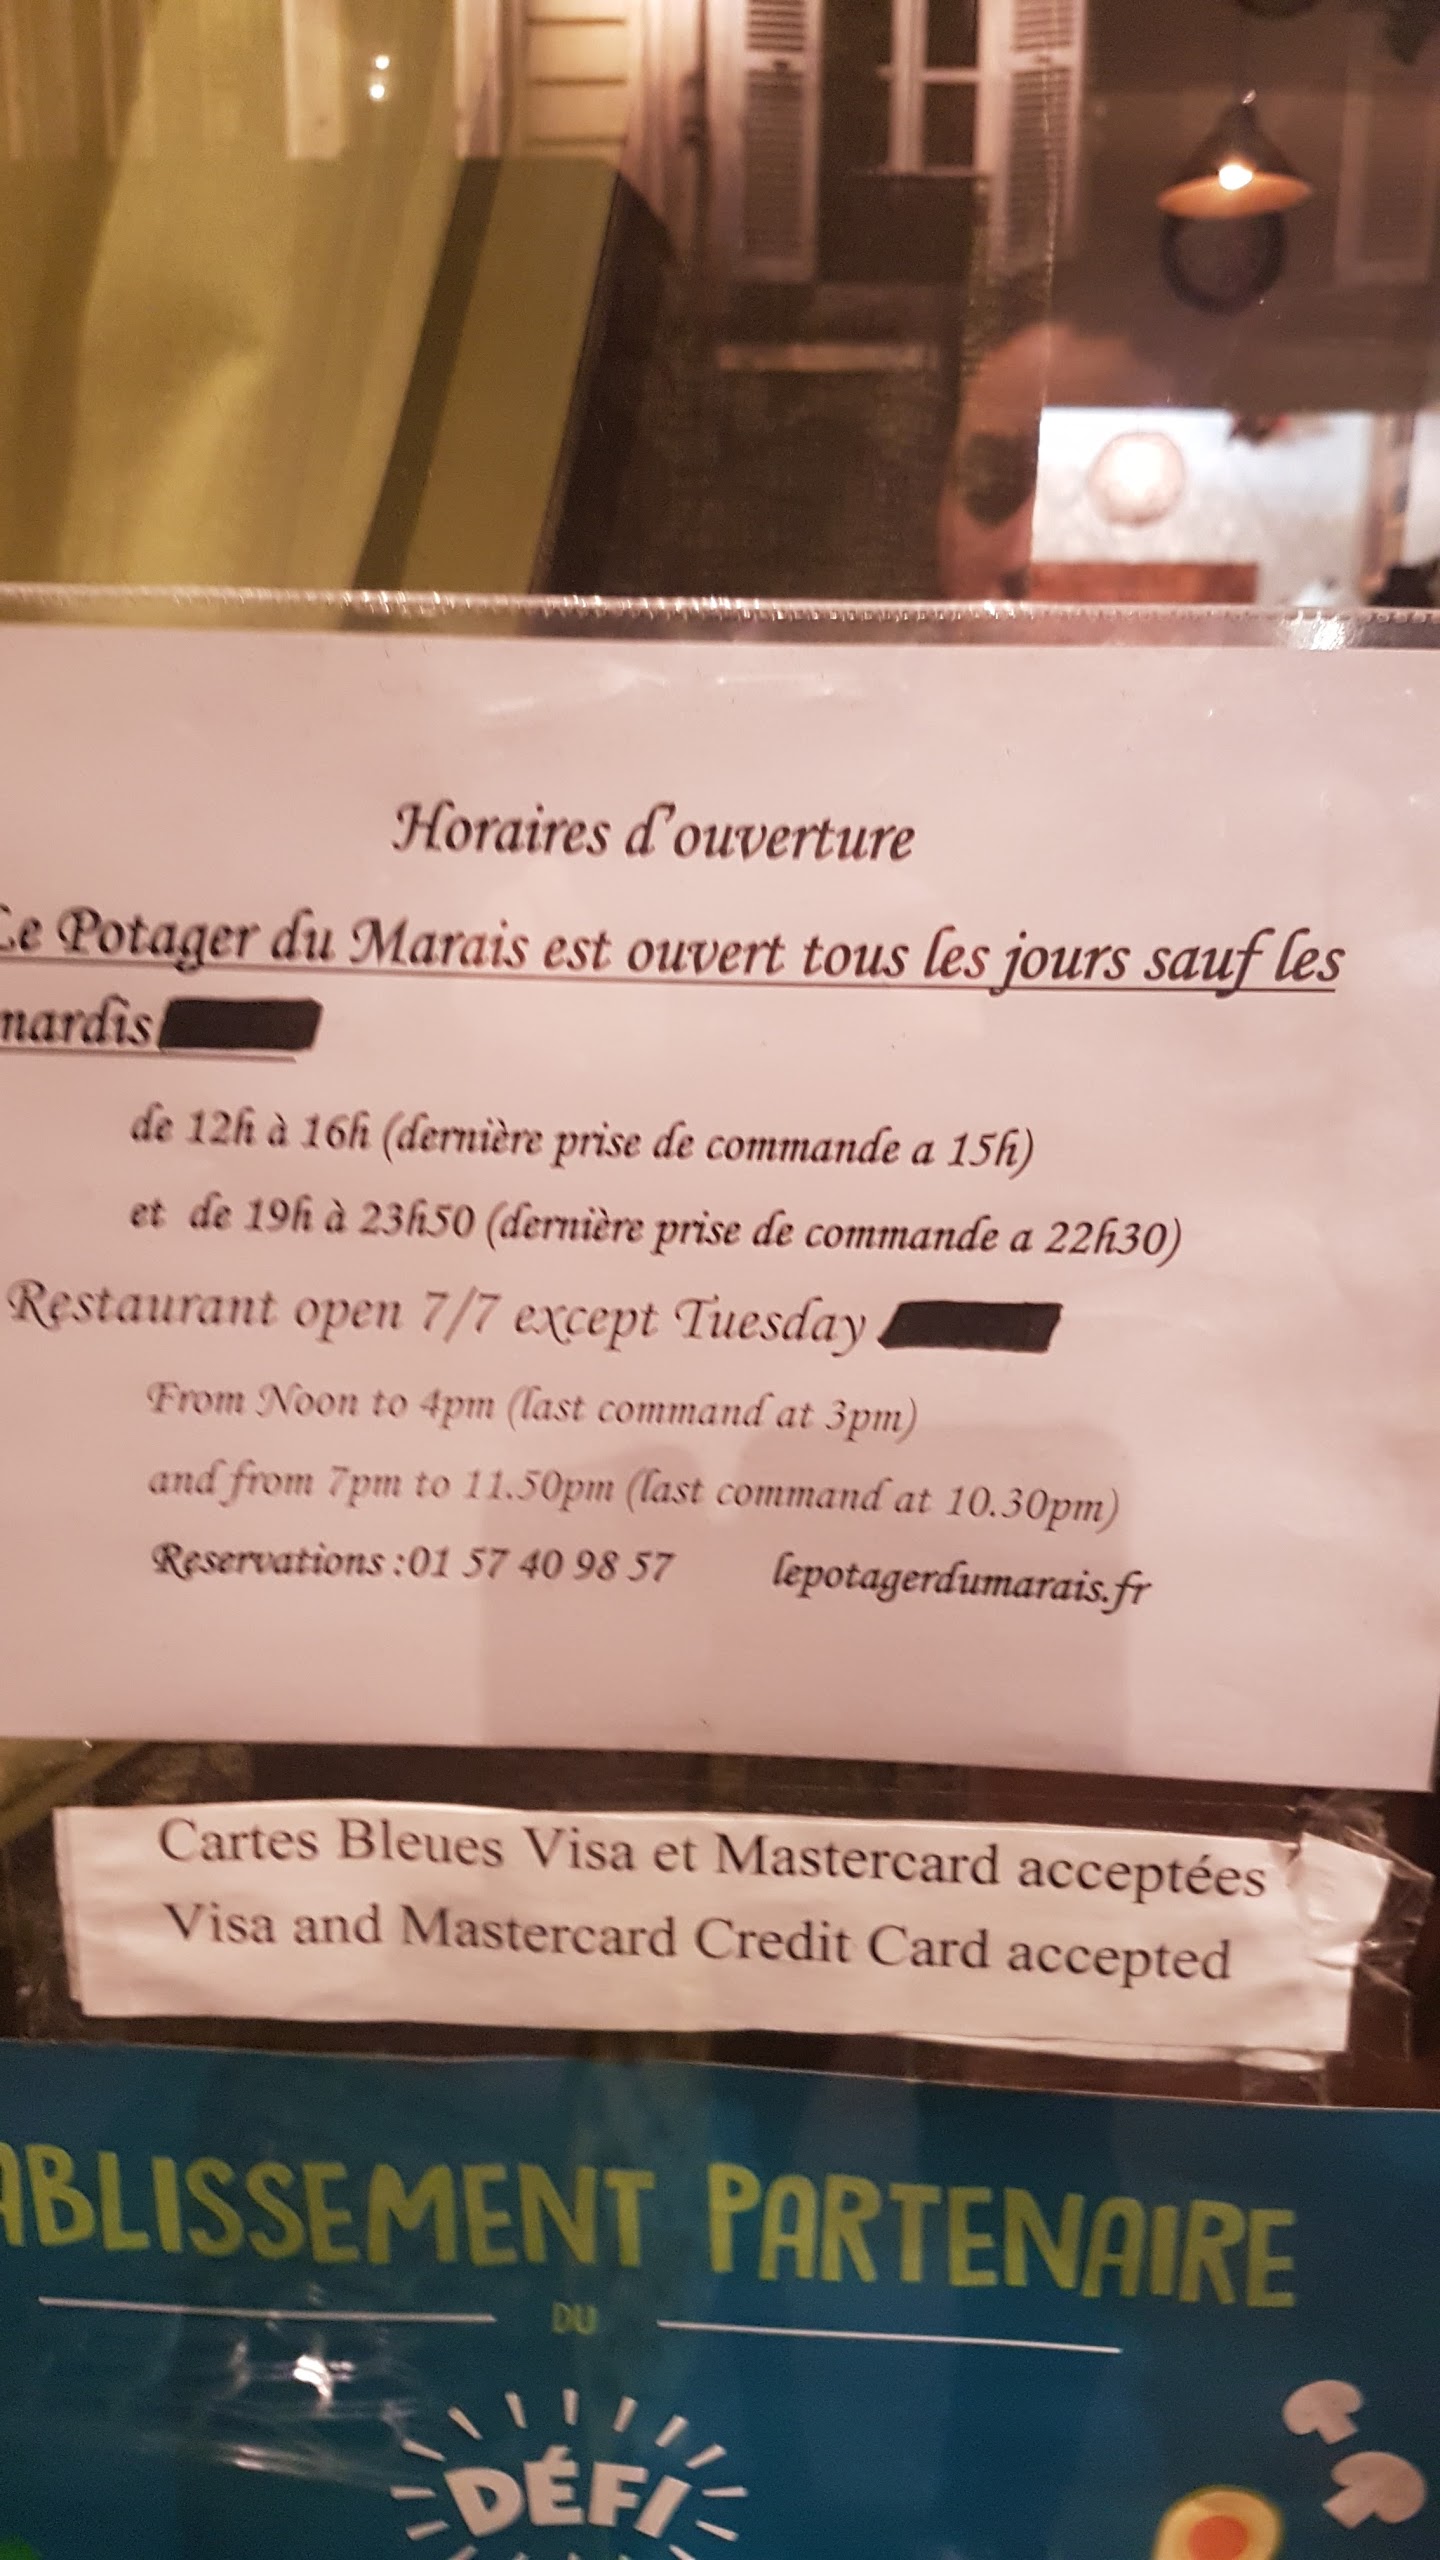 Horaires d'ouverture
Le Potager du Marais est ouvert tous les jours sauf les
mardis
de 12h à 16h (dernière prise de commande a 15h)
et de 19h à 23h50 (dernière prise de commande a 22h30)
Restaurant open 7/7 except Tuesday
From Noon to 4pm (last command at 3pm)
and from 7pm to 11.50pm (last command at 10.30pm)
Reservations :01 57 40 98 57 lepotagerdumarais.fr
Cartes Bleues Visa et Mastercard acceptées
Visa and Mastercard Credit Card accepted
ABLISSEMENT PARTENAIRE
DU
DÉFI